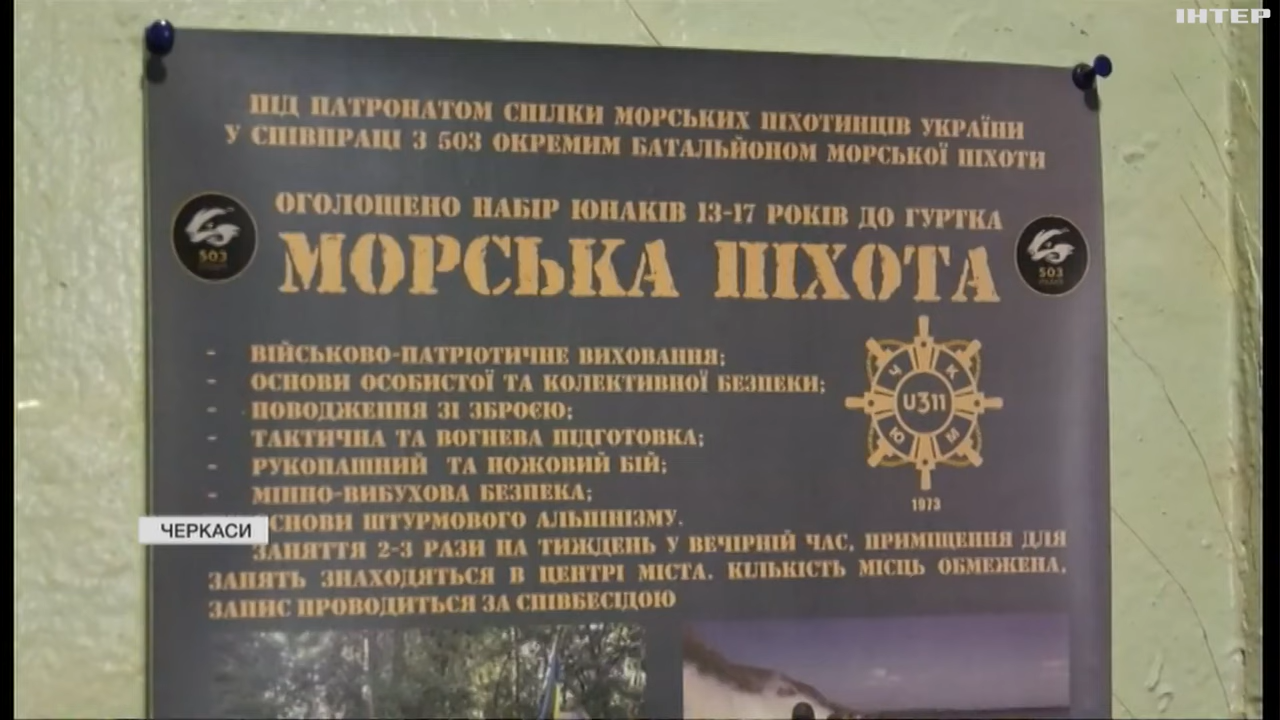 ІНТЕР
ПІД ПАТРОНАТОМ СПІЛКИ МОРСЬКИХ ПІХОТИНЦІВ УКРАЇНИ
У СПІВПРАЦІ З 503 ОКРЕМИМ БАТАЛЬЙОНОМ МОРСЬКОЇ ПІХОТИ
ОГОЛОШЕНО НАБІР ЮНАКІВ 13-17 РОКІВ ДО ГУРТКА
МОРСЬКА ПІХОТА
503
503
- ВІЙСЬКОВО-ПАТРІОТИЧНЕ ВИХОВАННЯ;
- ОСНОВИ ОСОБИСТОЇ ТА КОЛЕКТИВНОЇ БЕЗПЕКИ;
- ПОВОДЖЕННЯ ЗІ ЗБРОЄЮ;
- ТАКТИЧНА ТА ВОГНЕВА ПІДГОТОВКА;
- РУКОПАШНИЙ ТА НОЖОВИЙ БІЙ;
- МІННО-ВИБУХОВА БЕЗПЕКА;
ОСНОВИ ШТУРМОВОГО АЛЬПІНІЗМУ.
Ч К
U311
Ю М
1973
ЧЕРКАСИ
ЗАНЯТТЯ 2-3 РАЗИ НА ТИЖДЕНЬ У ВЕЧІРНІЙ ЧАС. ПРИМІЩЕННЯ ДЛЯ
ЗАНЯТЬ ЗНАХОДЯТЬСЯ В ЦЕНТРІ МІСТА. КІЛЬКІСТЬ МІСЦЬ ОБМЕЖЕНА.
ЗАПИС ПРОВОДИТЬСЯ ЗА СПІВБЕСІДОЮ